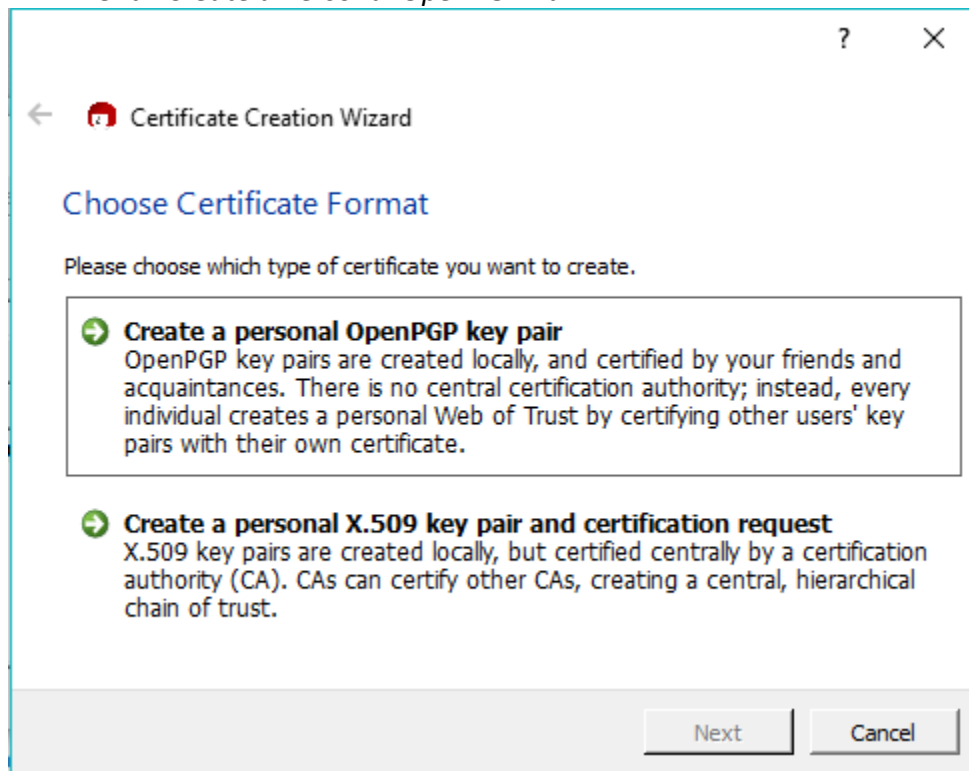 ? ×
← Certificate Creation Wizard
Choose Certificate Format
Please choose which type of certificate you want to create.
Create a personal OpenPGP key pair
OpenPGP key pairs are created locally, and certified by your friends and
acquaintances. There is no central certification authority; instead, every
individual creates a personal Web of Trust by certifying other users' key
pairs with their own certificate.
Create a personal X.509 key pair and certification request
X.509 key pairs are created locally, but certified centrally by a certification
authority (CA). CAs can certify other CAs, creating a central, hierarchical
chain of trust.
Next Cancel